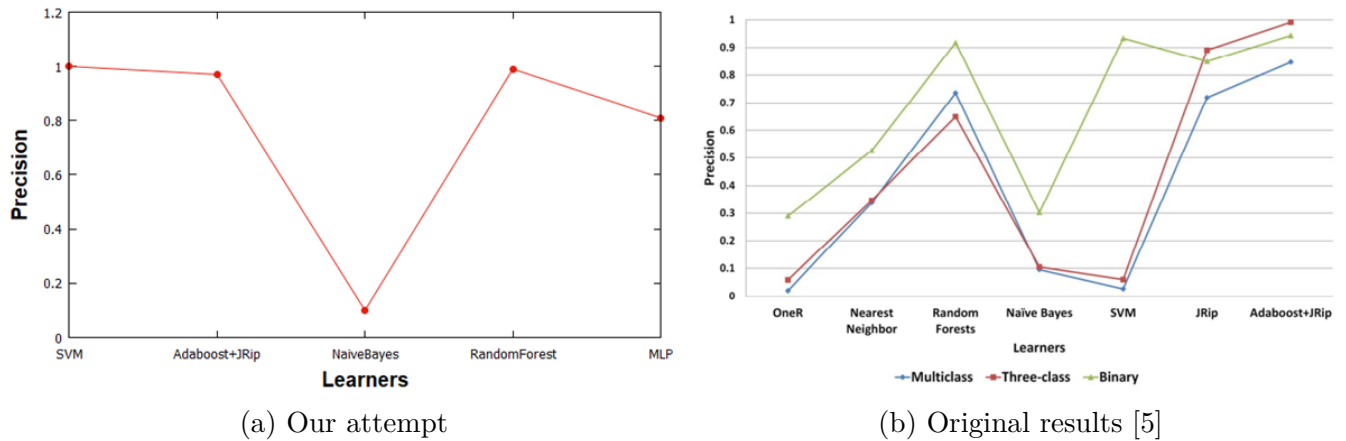 1.2
1
0.8
0.6
0.4
0.2
0
Precision
SVM
Adaboost+JRip
NaiveBayes
RandomForest
MLP
Learners
(a) Our attempt
1
0.9
0.8
0.7
0.6
0.5
0.4
0.3
0.2
0.1
0
Precision
OneR
Nearest
Neighbor
Random
Forests
Naïve Bayes
SVM
JRip
Adaboost+JRip
Learners
Multiclass
Three-class
Binary
(b) Original results [5]